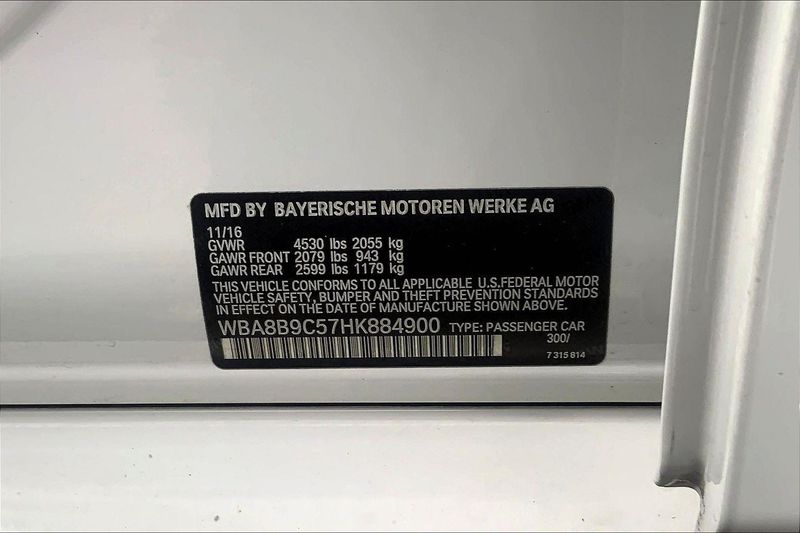 MFD BY BAYERISCHE MOTOREN WERKE AG
11/16
GVWR 4530 lbs 2055 kg
GAWR FRONT 2079 lbs 943 kg
GAWR REAR 2599 lbs 1179 kg
THIS VEHICLE CONFORMS TO ALL APPLICABLE U.S.FEDERAL MOTOR
VEHICLE SAFETY, BUMPER AND THEFT PREVENTION STANDARDS
IN EFFECT ON THE DATE OF MANUFACTURE SHOWN ABOVE.
WBA8B9C57HK884900 TYPE: PASSENGER CAR
300/
7 315 814